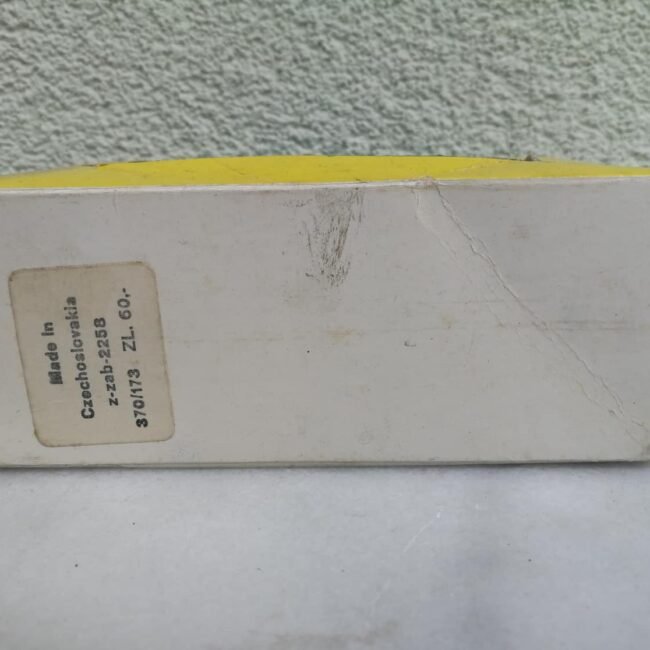 Made in
Czechoslovakia
z-zab-2258
370/173 ZL. 60,-